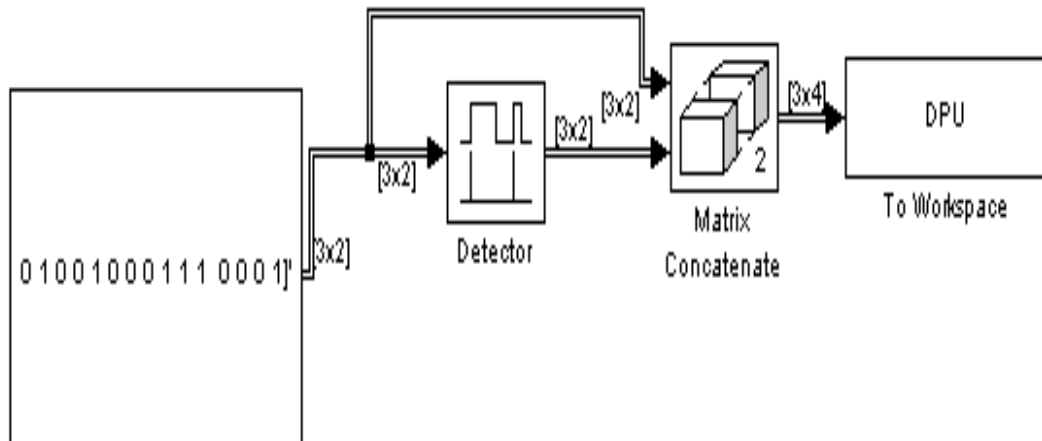 0 1 0 0 1 0 0 0 1 1 1 0 0 0 1]'
[3x2]
[3x2]
Detector
[3x2]
[3x2]
2
Matrix
Concatenate
[3x4]
DPU
To Workspace